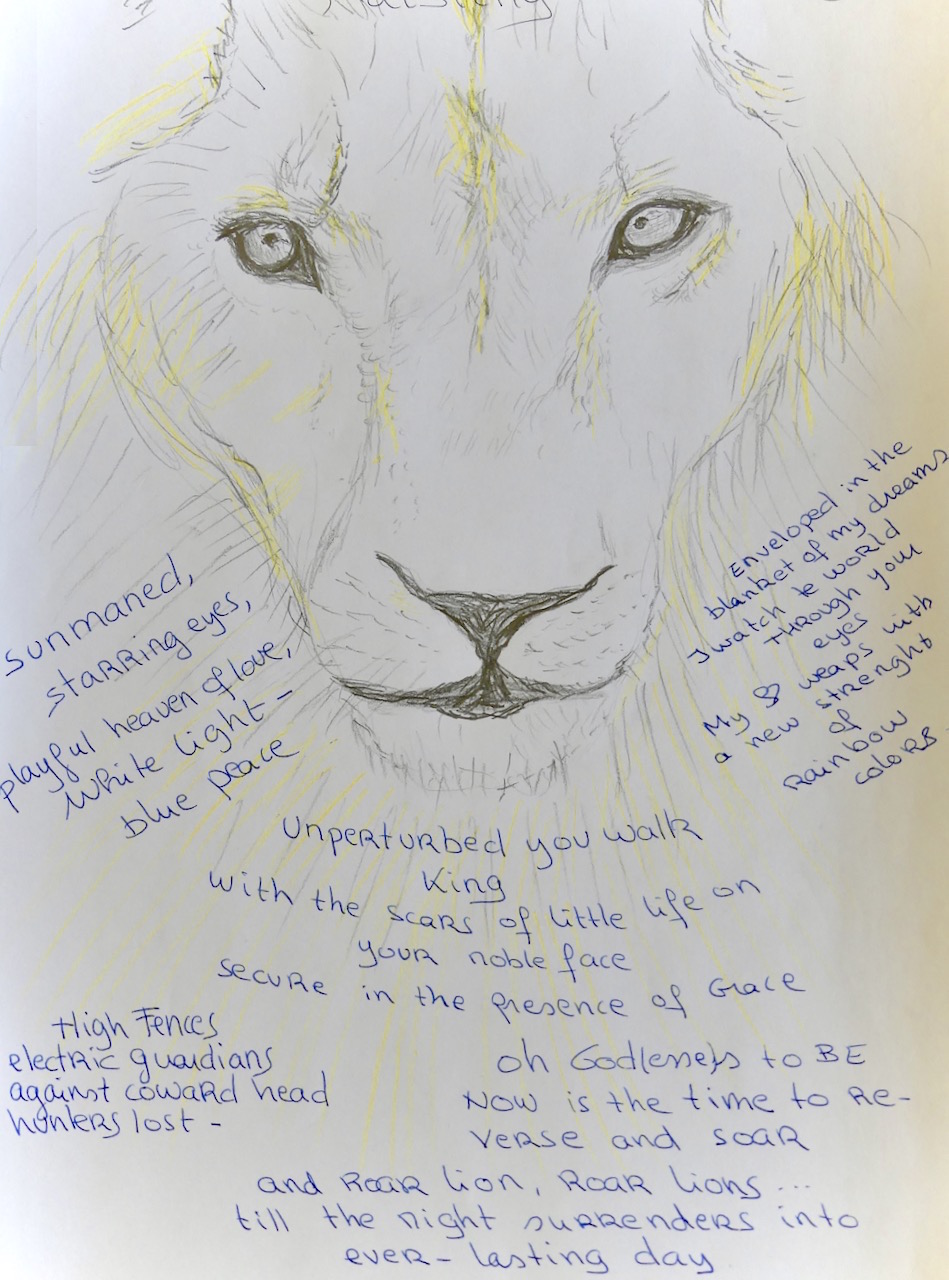 sunmaned,
starring eyes,
playful heaven of love,
White light -
blue peace
Enveloped in the
blanket of my dreams
I watch te world
THROUGH your
eyes
My weaps with
a new strenght
of
Rainbow
colors
Unperturbed you walk
King
with the scars of little life on
your noble face
secure in the presence of Grace
High Fences
electric guardians
against coward head
hunters lost -
oh Godleness to BE
NOW is the time to RE-
VERSE and soar
and ROAR lion, ROAR lions...
till the night surrenders into
ever-lasting day